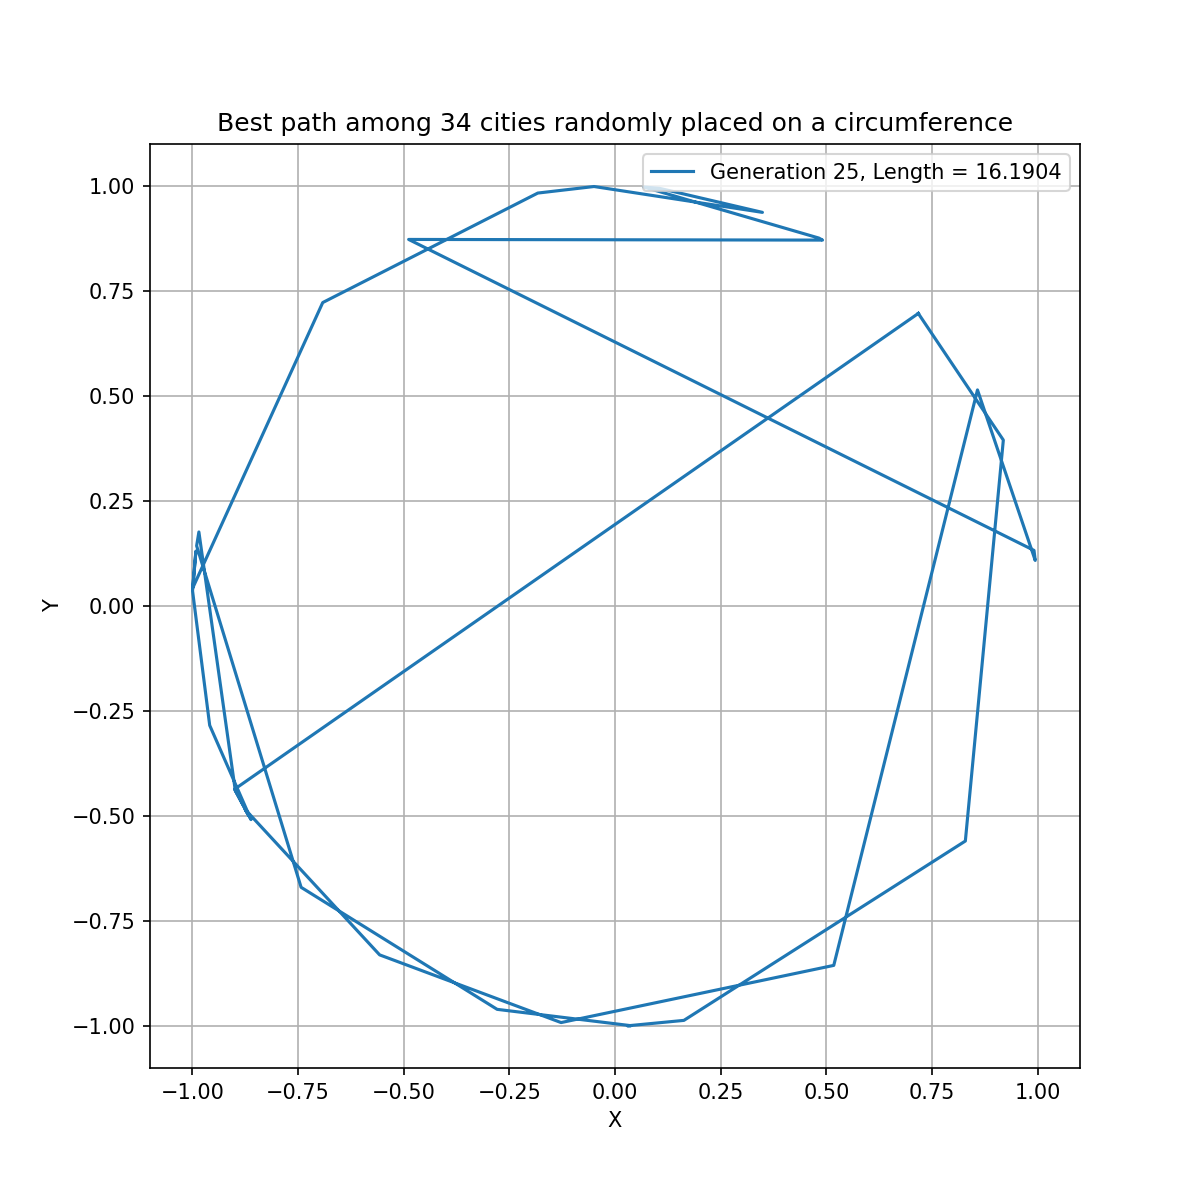 Best path among 34 cities randomly placed on a circumference
Generation 25, Length = 16.1904
1.00
0.75
0.50
0.25
0.00
−0.25
−0.50
−0.75
−1.00
Y
−1.00 −0.75 −0.50 −0.25 0.00 0.25 0.50 0.75 1.00
X